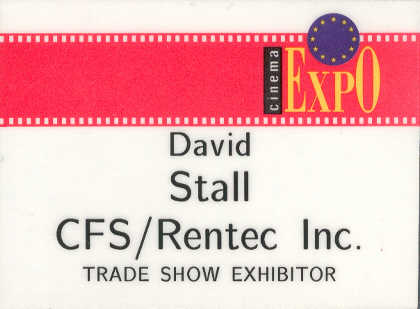 cinema
EXPO
David
Stall
CFS/Rentec Inc.
TRADE SHOW EXHIBITOR